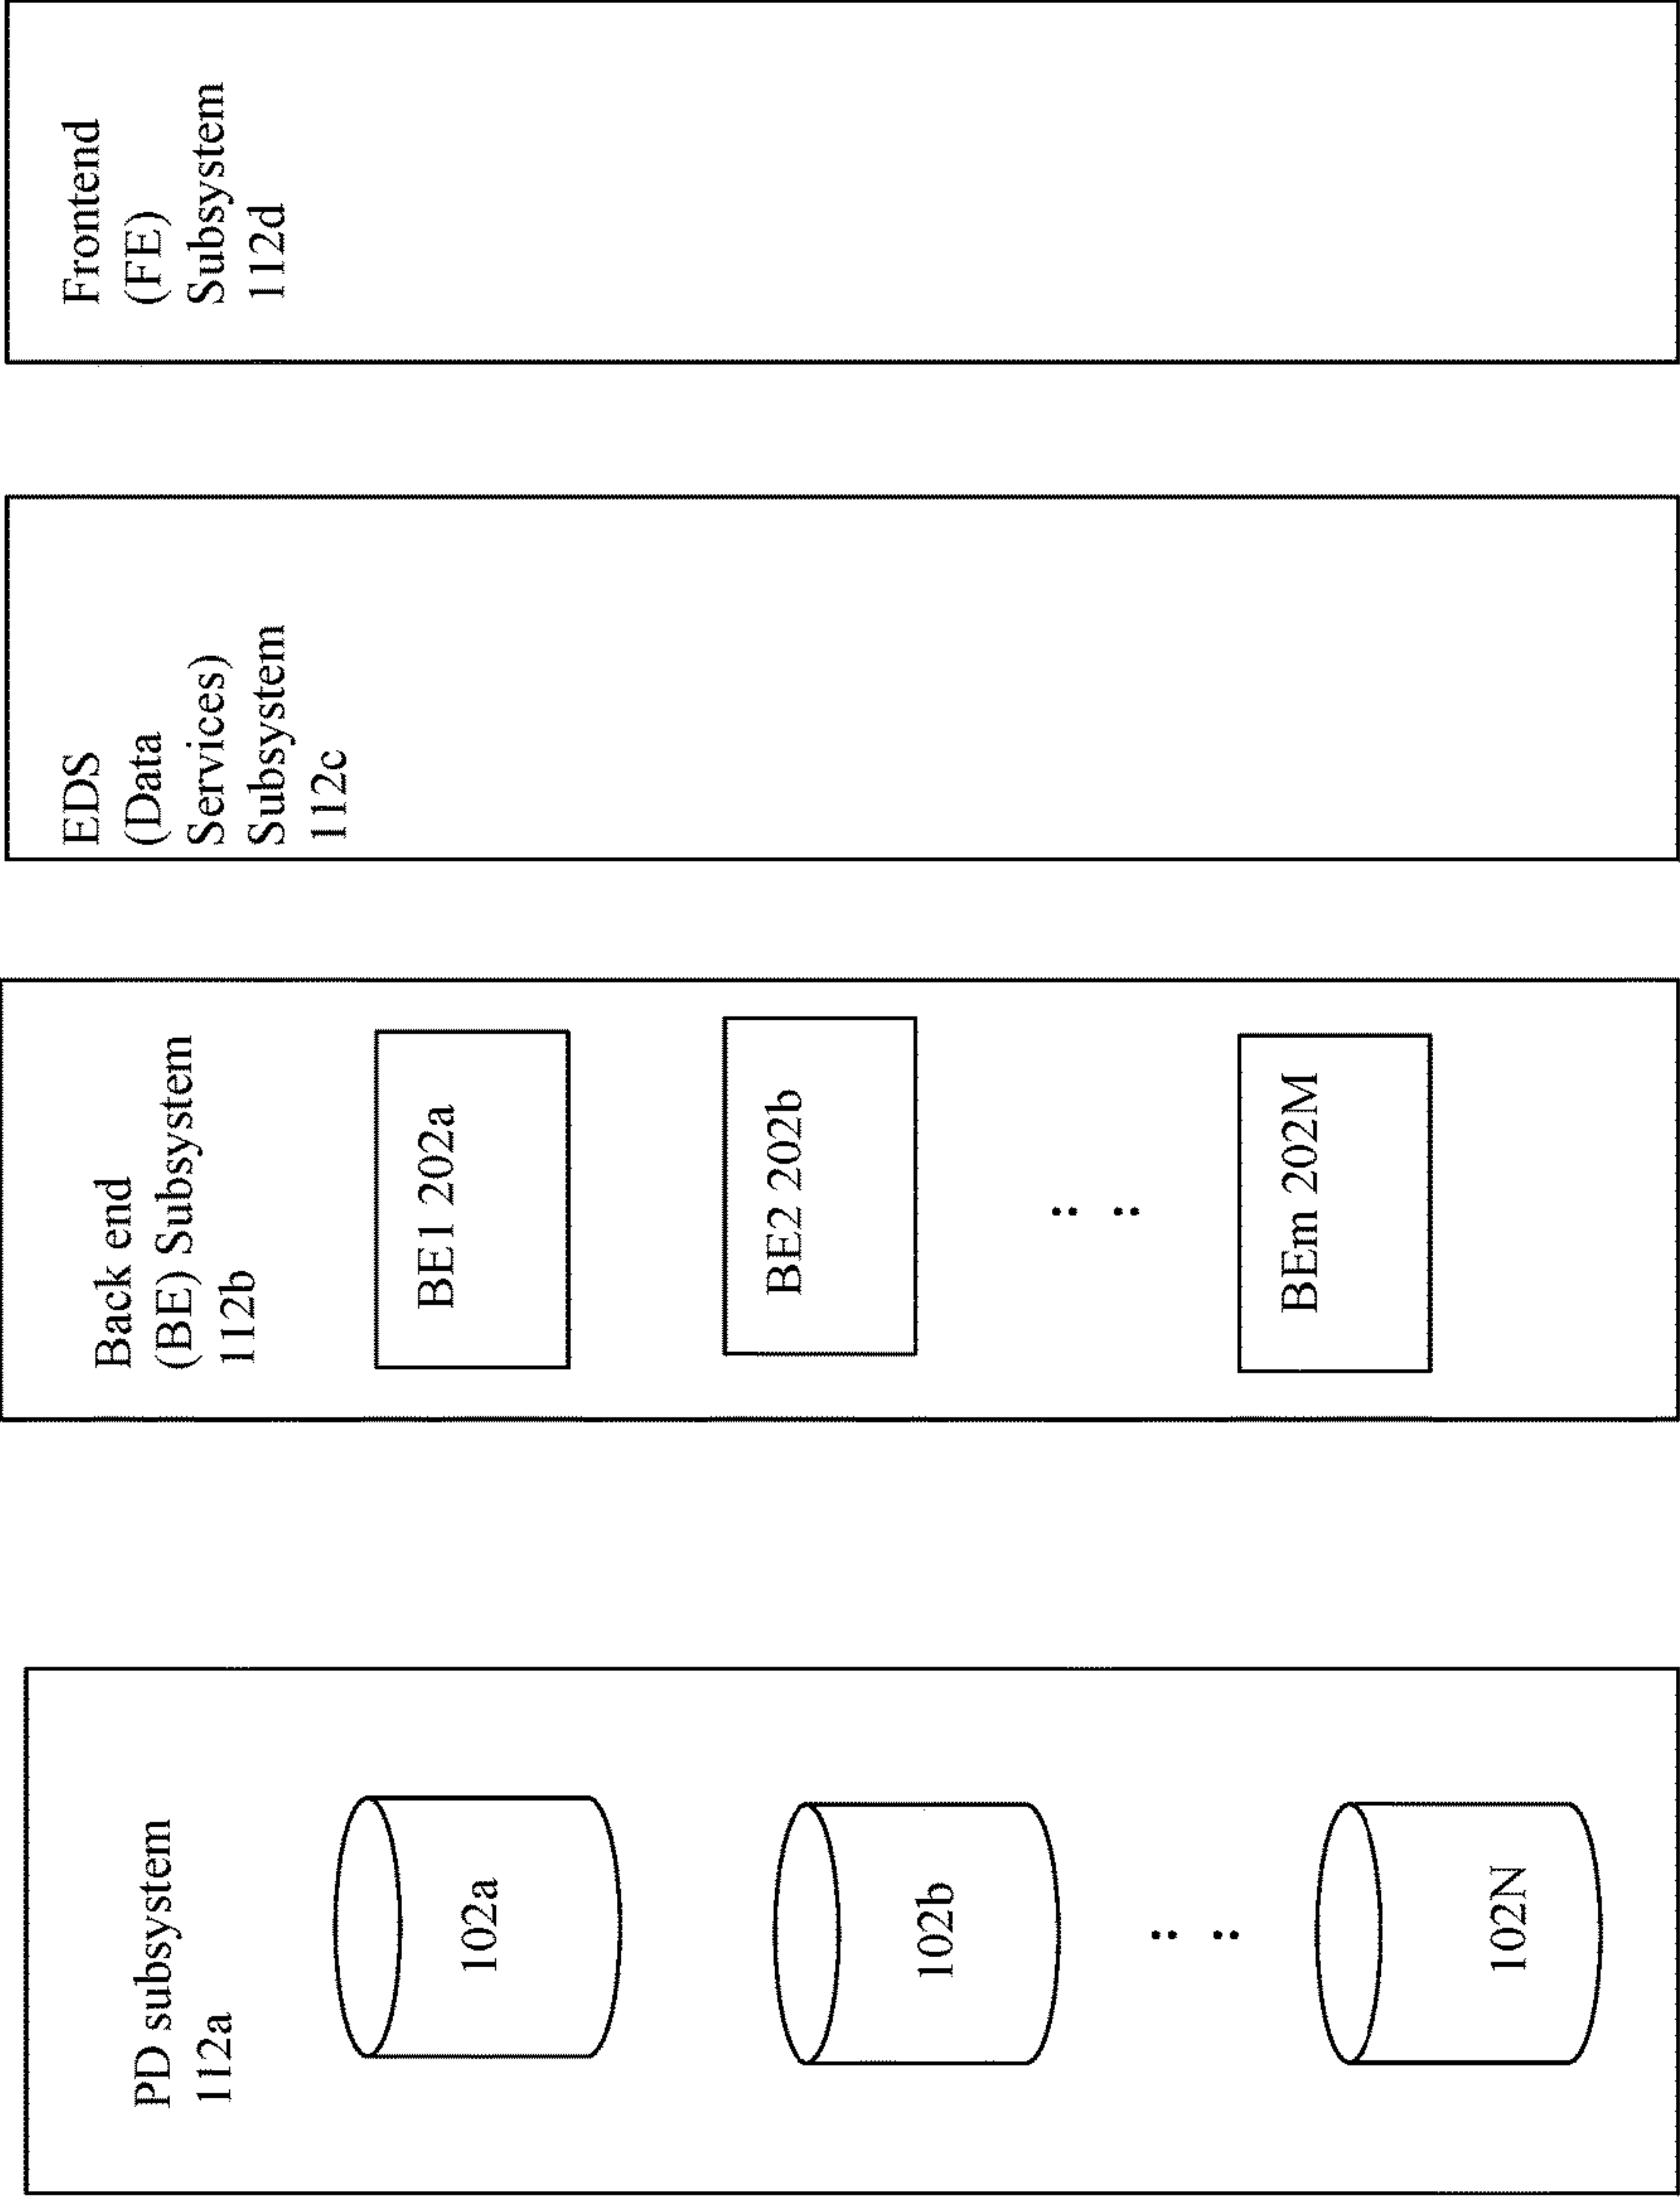 PD subsystem
112a
102a
102b
102N
Back end
(BE) Subsystem
112b
BE1 202a
BE2 202b
BEm 202M
EDS
(Data
Services)
Subsystem
112c
Frontend
(FE)
Subsystem
112d